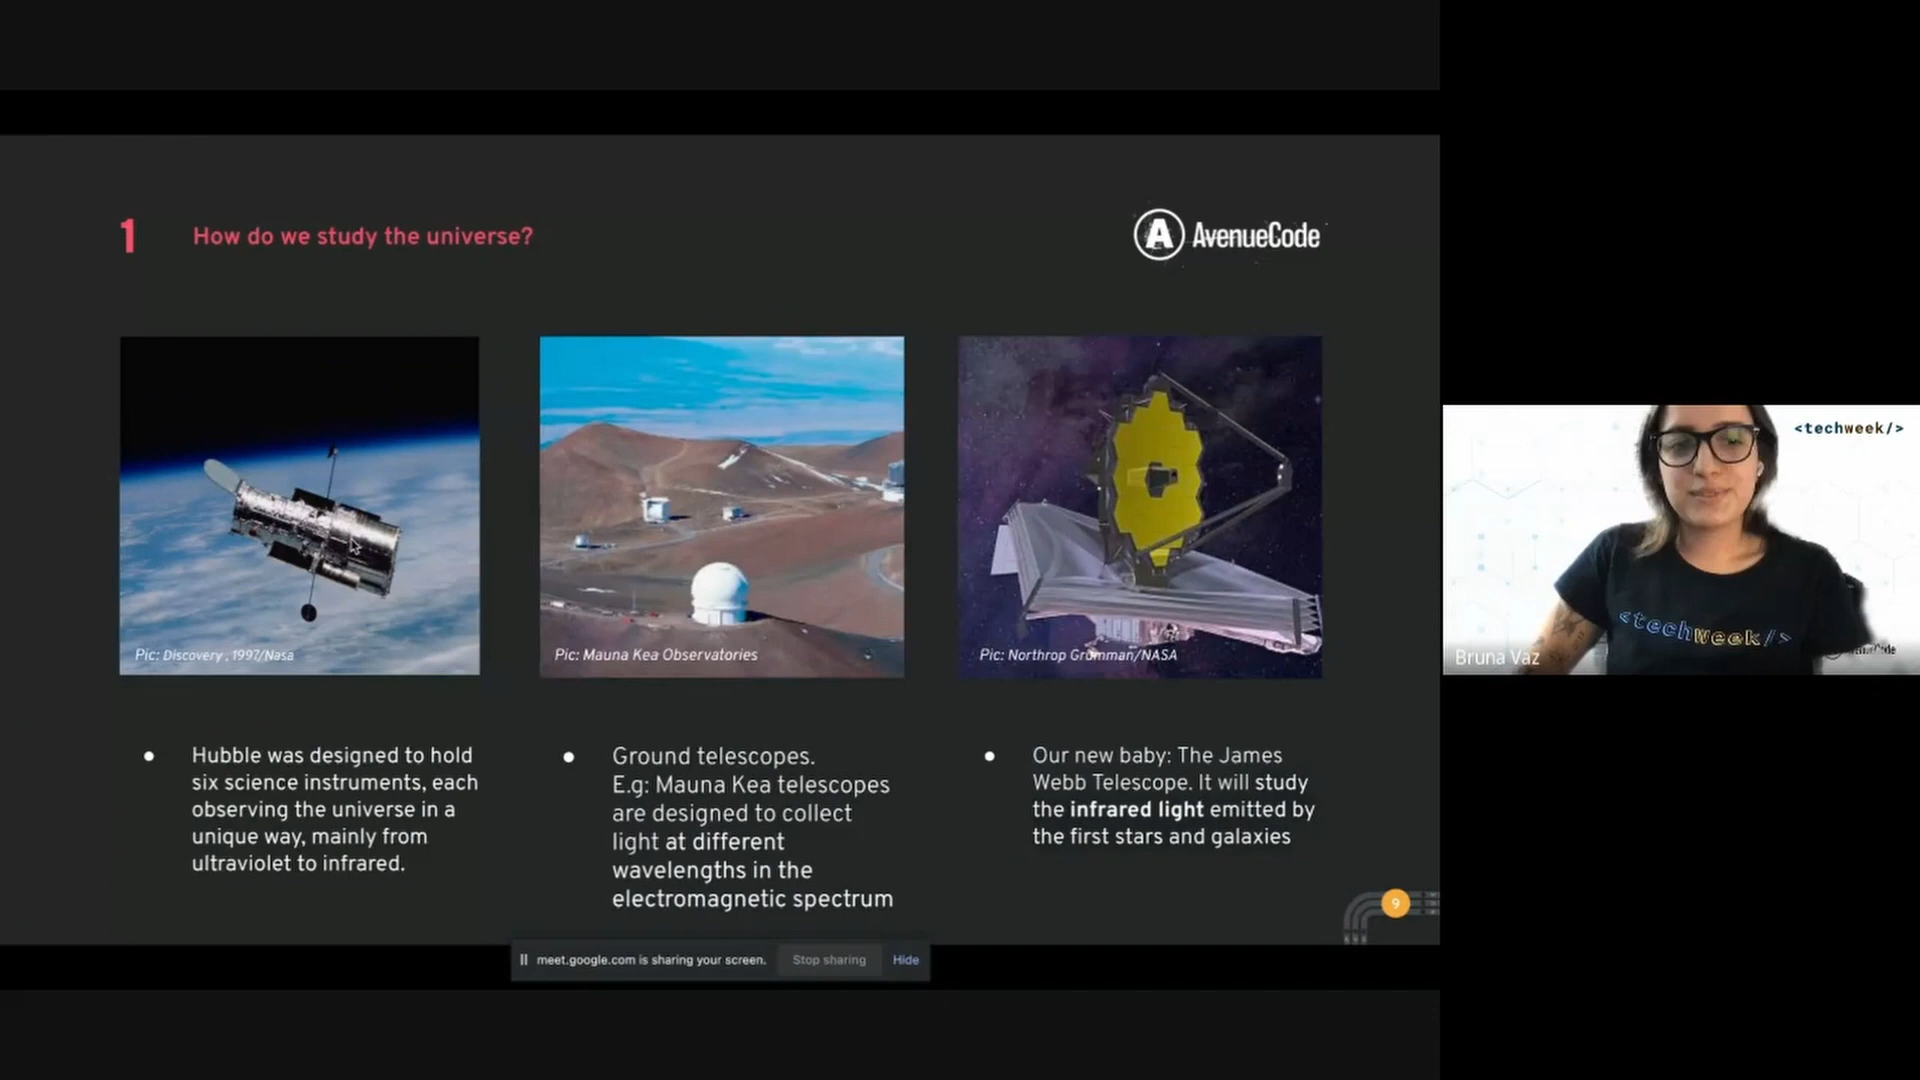 1
How do we study the universe?
A
AvenueCode
Pic: Discovery , 1997/Nasa
Pic: Mauna Kea Observatories
Pic: Northrop Grumman/NASA
● Hubble was designed to hold
six science instruments, each
observing the universe in a
unique way, mainly from
ultraviolet to infrared.
● Ground telescopes.
E.g: Mauna Kea telescopes
are designed to collect
light at different
wavelengths in the
electromagnetic spectrum
● Our new baby: The James
Webb Telescope. It will study
the infrared light emitted by
the first stars and galaxies
9
meet.google.com is sharing your screen.
Stop sharing
Hide
<techweek/>
<techweek/>
Bruna Vaz
AvenueCode